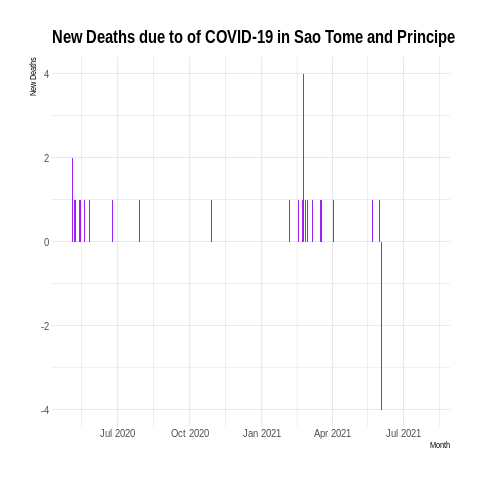 New Deaths due to of COVID-19 in Sao Tome and Principe
New Deaths
4
2
0
-2
-4
Jul 2020
Oct 2020
Jan 2021
Apr 2021
Jul 2021
Month